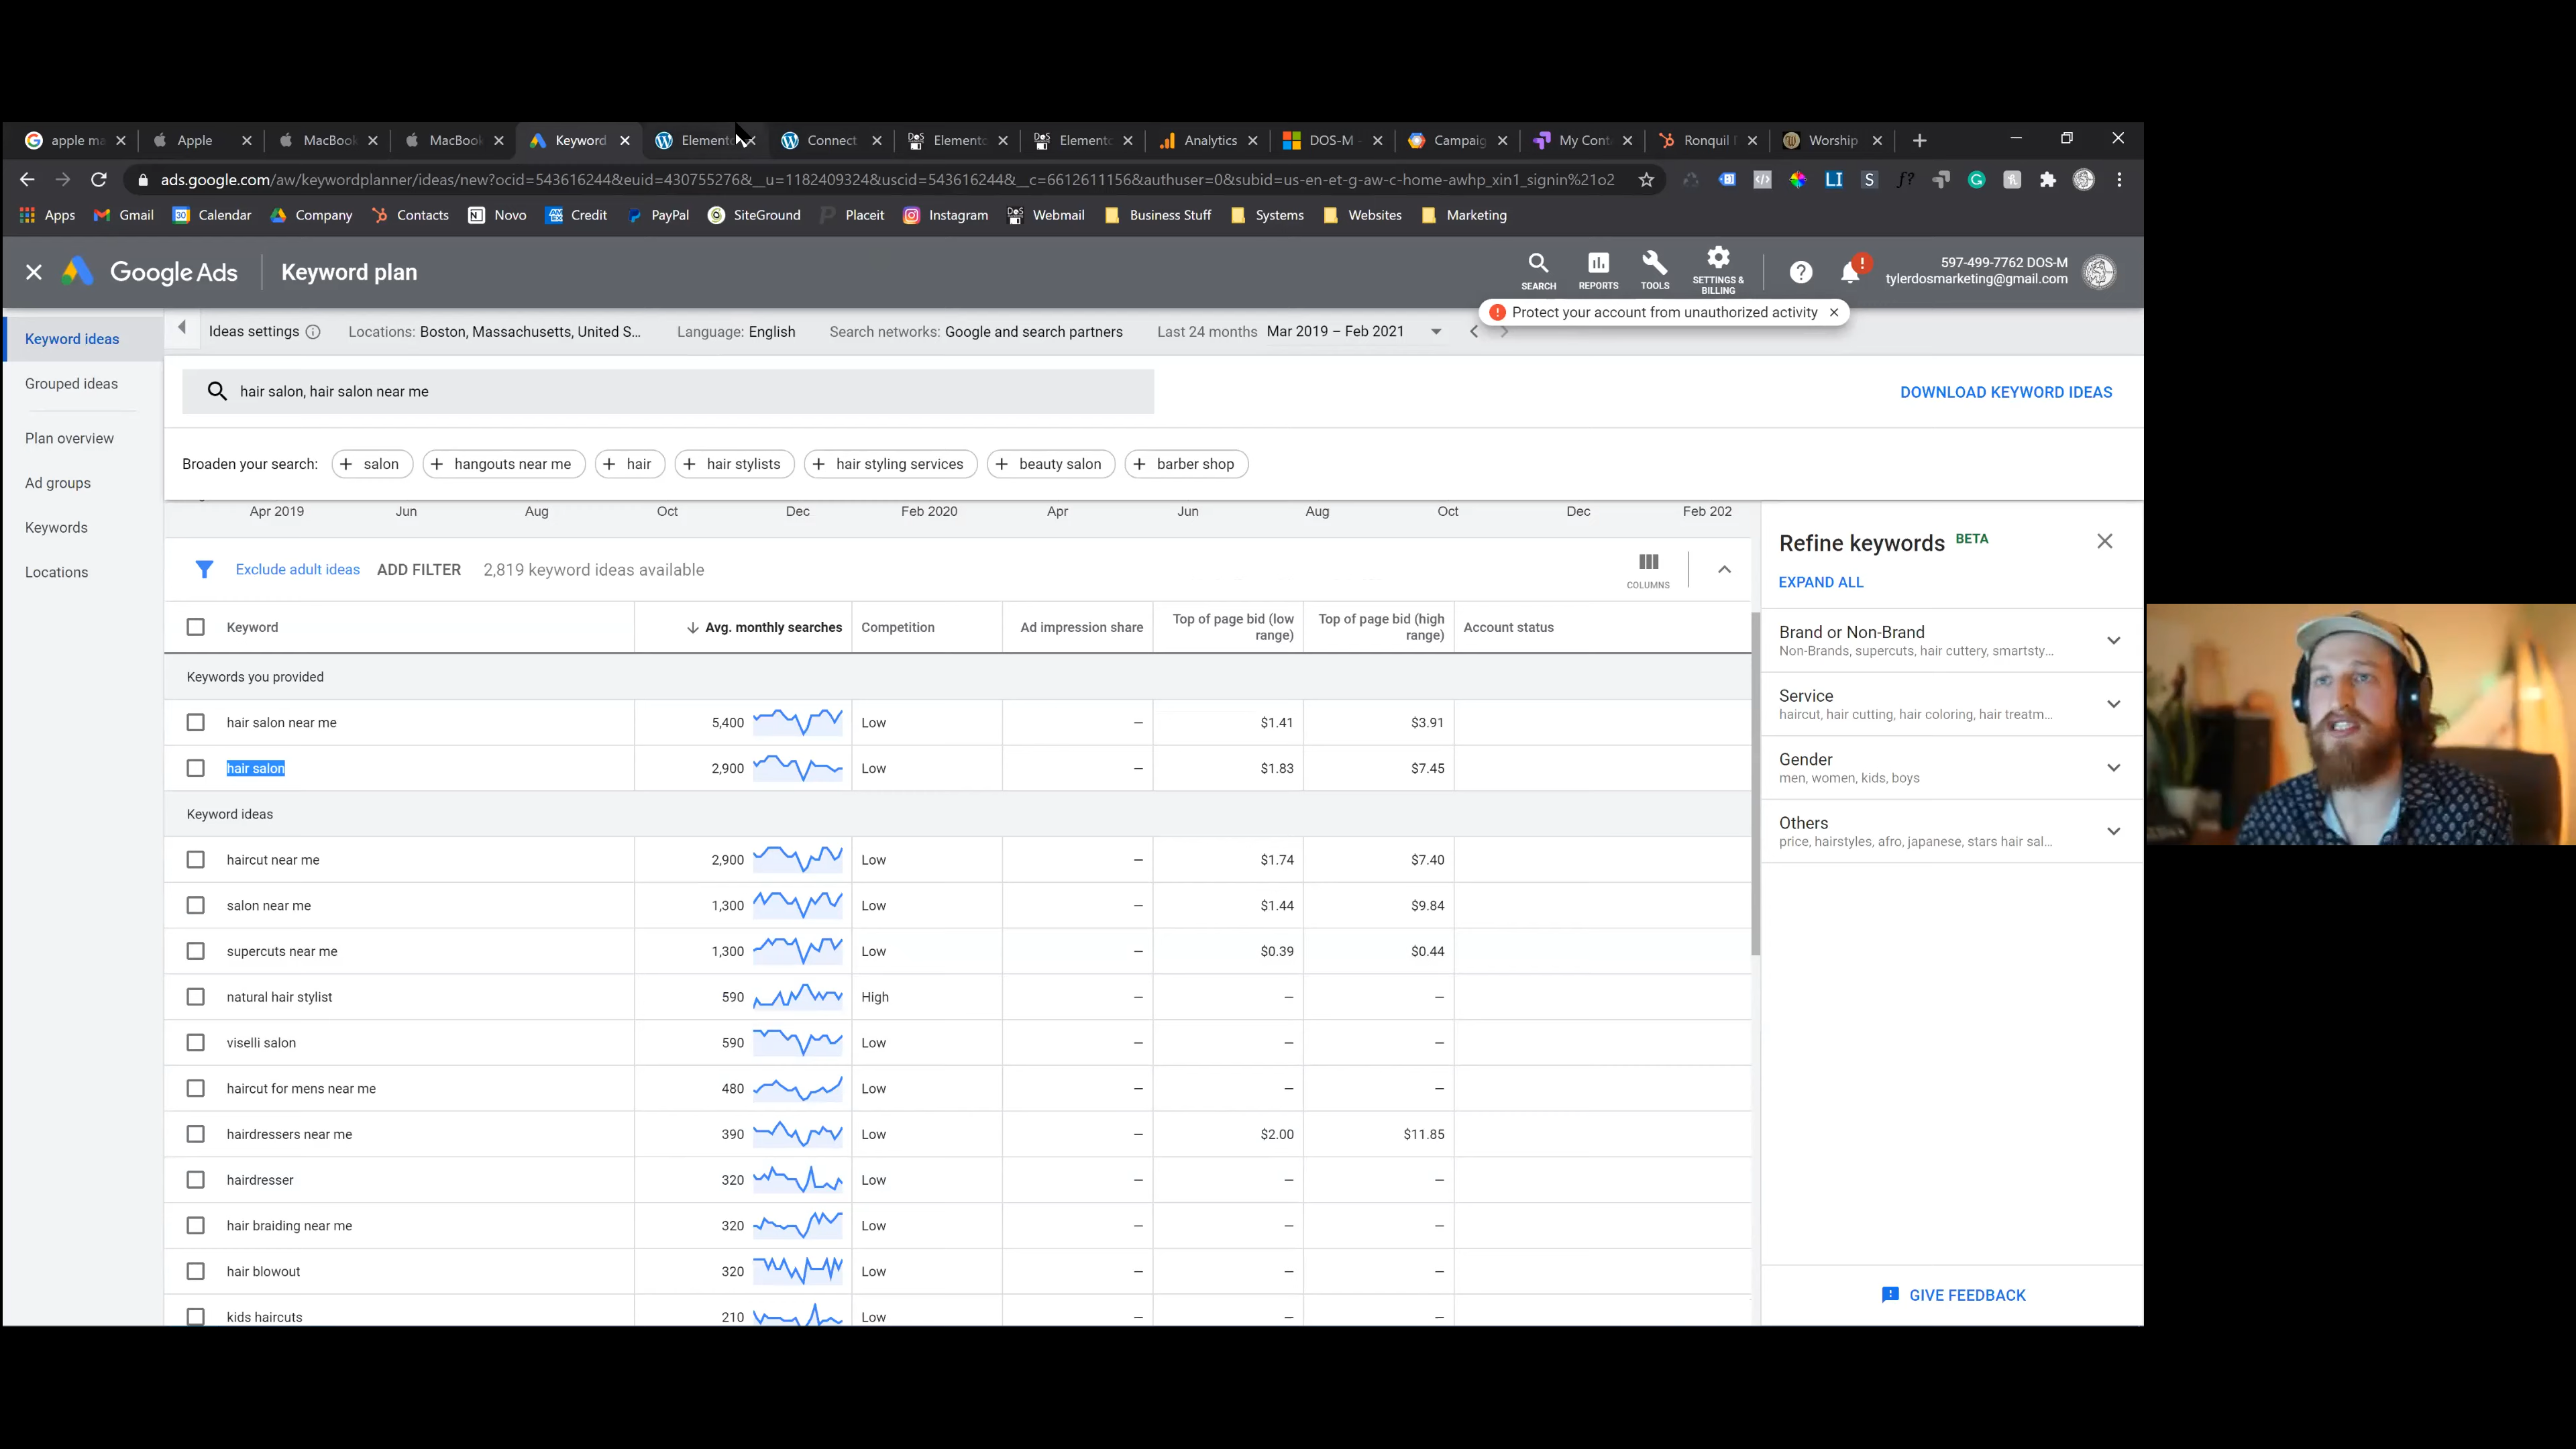 apple ma
Apple
MacBook
MacBook
Keyword
Elemento
Connect
Elemento
Elemento
Analytics
DOS-M -
Campaig
My Cont
Ronquil
Worship
ads.google.com/aw/keywordplanner/ideas/new?ocid=543616244&euid=430755276&__u=1182409324&uscid=543616244&__c=6612611156&authuser=0&subid=us-en-et-g-aw-c-home-awhp_xin1_signin%21o2
Apps Gmail Calendar Company Contacts Novo Credit PayPal SiteGround Placeit Instagram Webmail Business Stuff Systems Websites Marketing
Google Ads Keyword plan
SEARCH
REPORTS
TOOLS
SETTINGS &
BILLING
597-499-7762 DOS-M
tylerdosmarketing@gmail.com
Protect your account from unauthorized activity
Keyword ideas
Grouped ideas
Plan overview
Ad groups
Keywords
Locations
Ideas settings Locations: Boston, Massachusetts, United S... Language: English Search networks: Google and search partners Last 24 months Mar 2019 – Feb 2021
hair salon, hair salon near me
DOWNLOAD KEYWORD IDEAS
Broaden your search: + salon + hangouts near me + hair + hair stylists + hair styling services + beauty salon + barber shop
Apr 2019 Jun Aug Oct Dec Feb 2020 Apr Jun Aug Oct Dec Feb 202
Exclude adult ideas ADD FILTER 2,819 keyword ideas available
COLUMNS
Keyword Avg. monthly searches Competition Ad impression share Top of page bid (low range) Top of page bid (high range) Account status
Keywords you provided
hair salon near me 5,400 Low – $1.41 $3.91
hair salon 2,900 Low – $1.83 $7.45
Keyword ideas
haircut near me 2,900 Low – $1.74 $7.40
salon near me 1,300 Low – $1.44 $9.84
supercuts near me 1,300 Low – $0.39 $0.44
natural hair stylist 590 High – – –
viselli salon 590 Low – – –
haircut for mens near me 480 Low – – –
hairdressers near me 390 Low – $2.00 $11.85
hairdresser 320 Low – – –
hair braiding near me 320 Low – – –
hair blowout 320 Low – – –
kids haircuts 210 Low – – –
Refine keywords BETA
EXPAND ALL
Brand or Non-Brand
Non-Brands, supercuts, hair cuttery, smartsty...
Service
haircut, hair cutting, hair coloring, hair treatm...
Gender
men, women, kids, boys
Others
price, hairstyles, afro, japanese, stars hair sal...
GIVE FEEDBACK